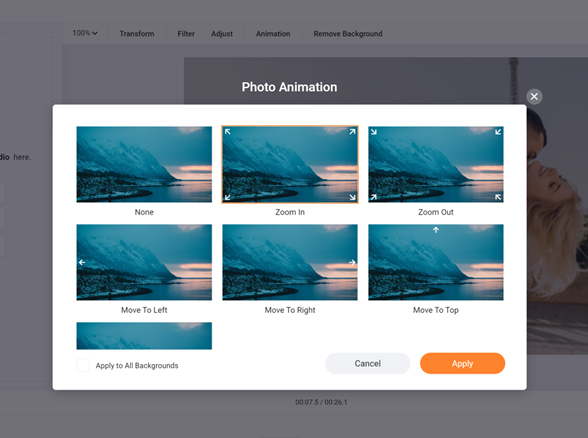 100%
Transform
Filter
Adjust
Animation
Remove Background
Photo Animation
dio here.
None
Zoom In
Zoom Out
Move To Left
Move To Right
Move To Top
Apply to All Backgrounds
Cancel
Apply
00:07.5 / 00:26.1